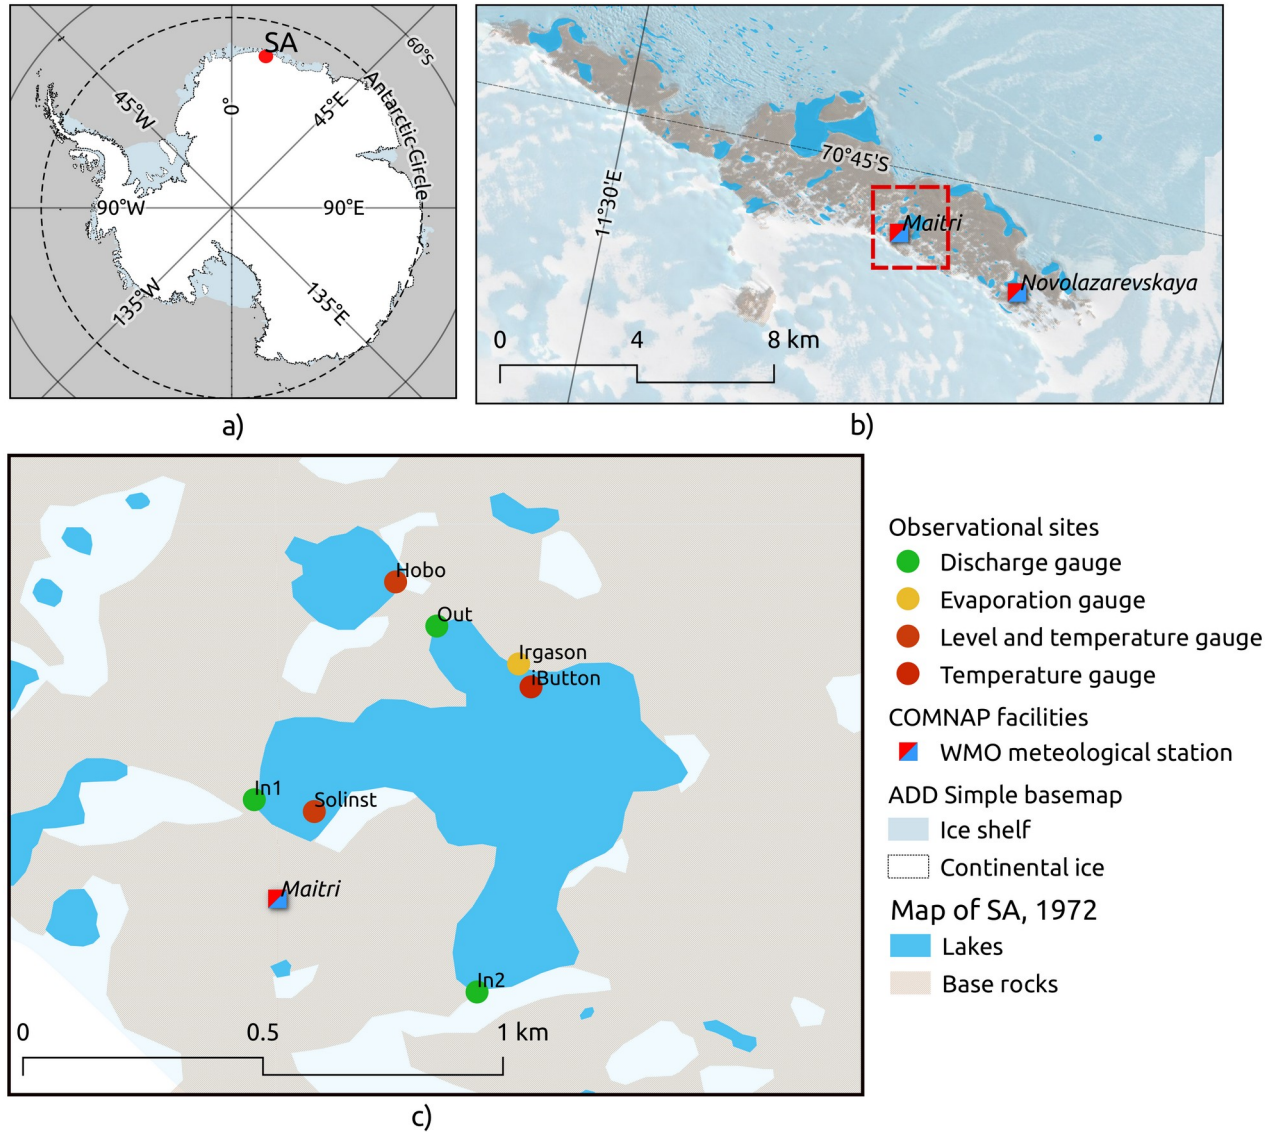 SA
60°S
Antarctic Circle
45°W
0°
45°E
90°W
90°E
135°W
135°E
a)
70°45'S
11°30'E
Maitri
Novolazarevskaya
0 4 8 km
b)
Hobo
Out
Irgason
iButton
In1
Solinst
Maitri
In2
0 0.5 1 km
c)
Observational sites
Discharge gauge
Evaporation gauge
Level and temperature gauge
Temperature gauge
COMNAP facilities
WMO meteological station
ADD Simple basemap
Ice shelf
Continental ice
Map of SA, 1972
Lakes
Base rocks